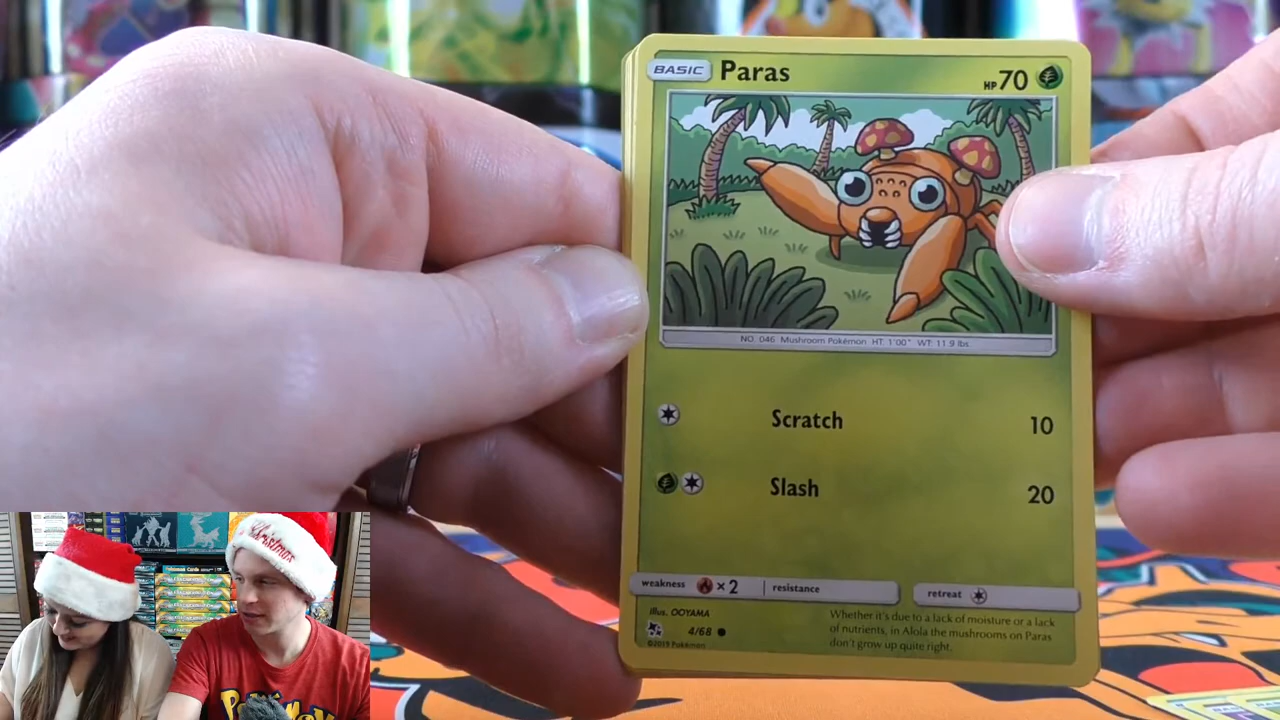 BASIC Paras HP70
NO. 046 Mushroom Pokémon HT: 1'00" WT: 11.9 lbs
Scratch 10
Slash 20
weakness ×2 resistance retreat
Illus. OOYAMA
4/68
©2019 Pokémon
Whether it's due to a lack of moisture or a lack
of nutrients, in Alola the mushrooms on Paras
don't grow up quite right.
Christmas